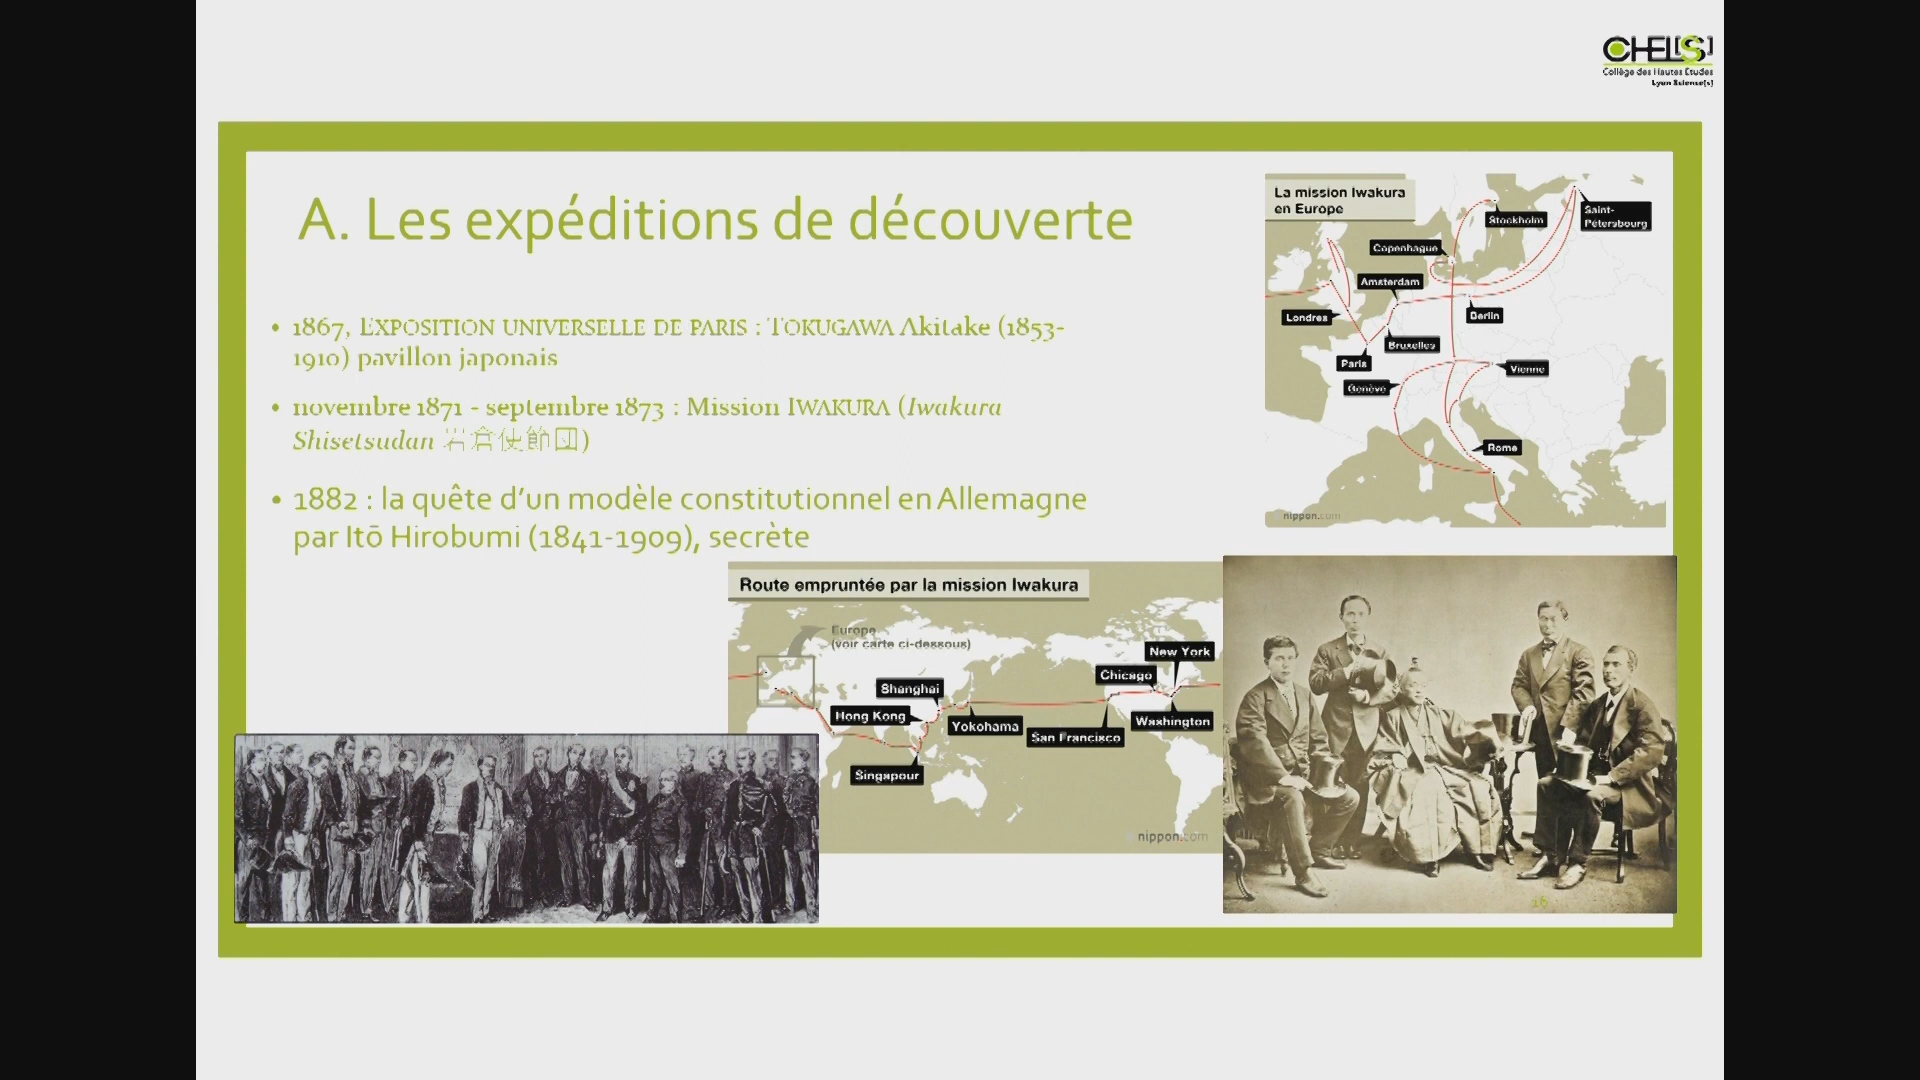 CHEL[S]
Collège des Hautes Etudes
Lyon Science[s]
A. Les expéditions de découverte
• 1867, EXPOSITION UNIVERSELLE DE PARIS : TOKUGAWA Akitake (1853-
1910) pavillon japonais
• novembre 1871 - septembre 1873 : Mission IWAKURA (Iwakura
Shisetsudan 岩倉使節団)
• 1882 : la quête d’un modèle constitutionnel en Allemagne
par Itō Hirobumi (1841-1909), secrète
La mission Iwakura
en Europe
Stockholm
Saint-
Pétersbourg
Copenhague
Amsterdam
Londres
Berlin
Bruxelles
Paris
Vienne
Genève
Rome
nippon.com
Route empruntée par la mission Iwakura
Europe
(voir carte ci-dessous)
New York
Chicago
Shanghai
Hong Kong
Yokohama
Washington
San Francisco
Singapour
nippon.com
16